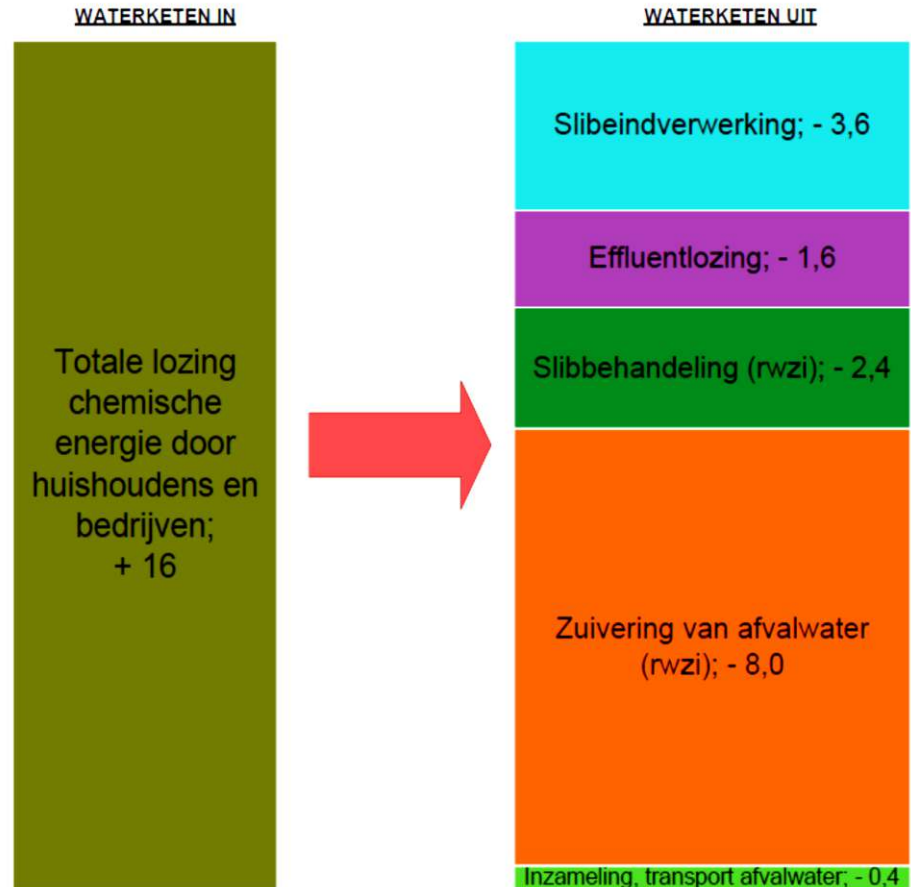 WATERKETEN IN
WATERKETEN UIT
Totale lozing
chemische
energie door
huishoudens en
bedrijven;
+ 16
Slibeindverwerking; - 3,6
Effluentlozing; - 1,6
Slibbehandeling (rwzi); - 2,4
Zuivering van afvalwater
(rwzi); - 8,0
Inzameling, transport afvalwater; - 0,4